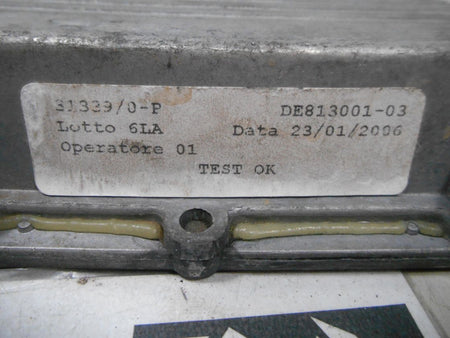 31339/0-P DE813001-03
Lotto 6LA Data 23/01/2006
Operatore 01
TEST OK